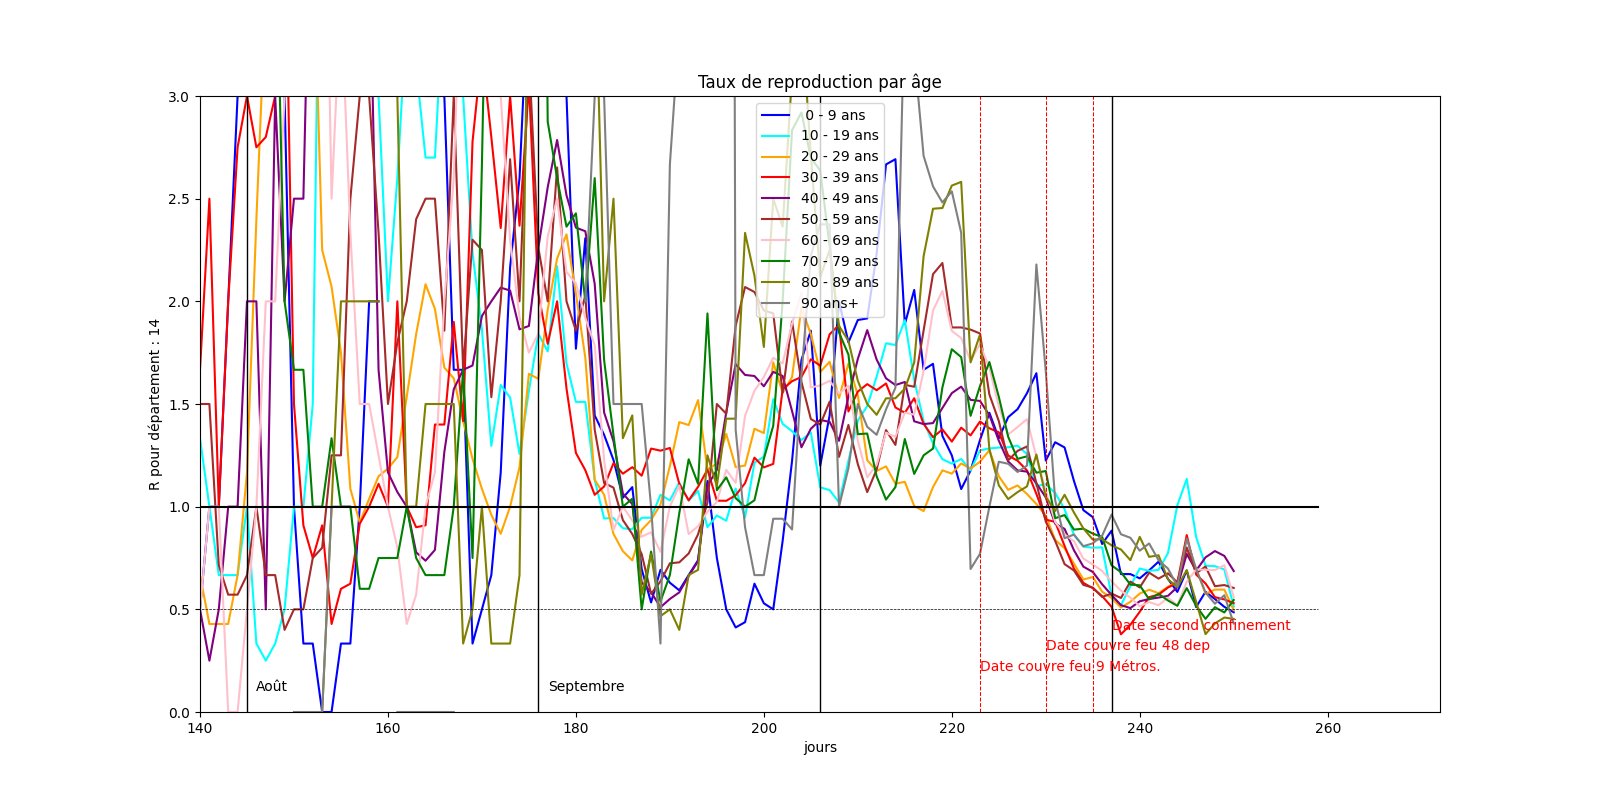 Taux de reproduction par âge
3.0
2.5
2.0
1.5
1.0
0.5
0.0
R pour département : 14
0 - 9 ans
10 - 19 ans
20 - 29 ans
30 - 39 ans
40 - 49 ans
50 - 59 ans
60 - 69 ans
70 - 79 ans
80 - 89 ans
90 ans+
Date second confinement
Date couvre feu 48 dep
Date couvre feu 9 Métros.
Août
Septembre
140
160
180
200
220
240
260
jours